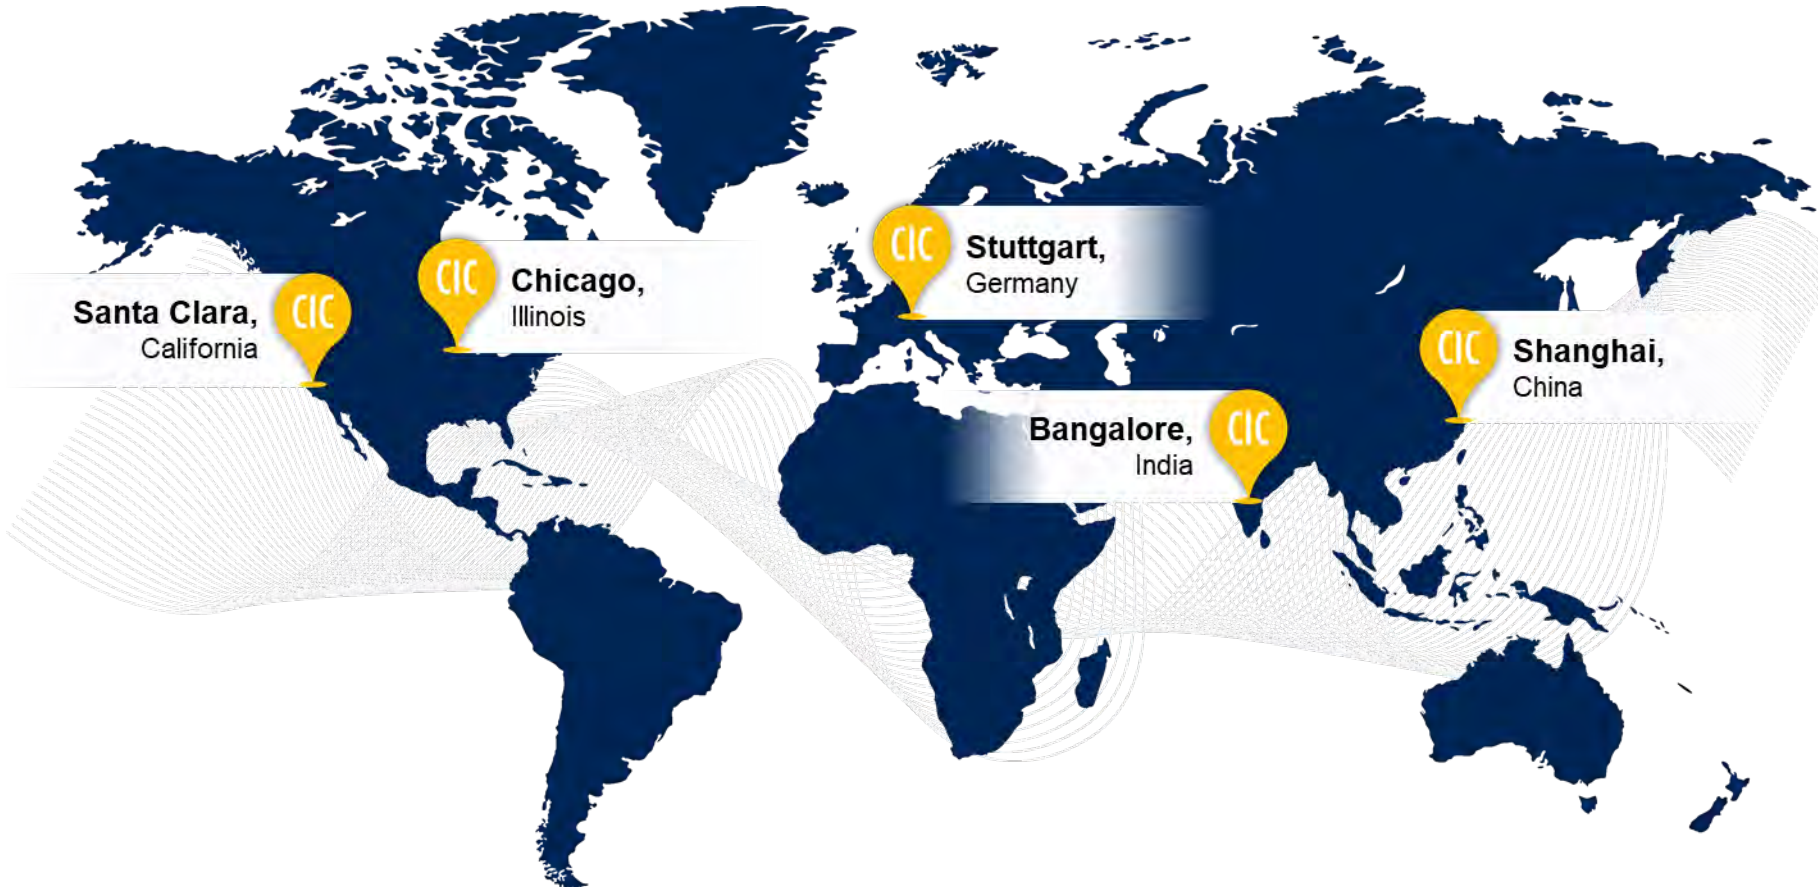 CIC
Santa Clara,
California
CIC
Chicago,
Illinois
CIC
Stuttgart,
Germany
CIC
Bangalore,
India
CIC
Shanghai,
China